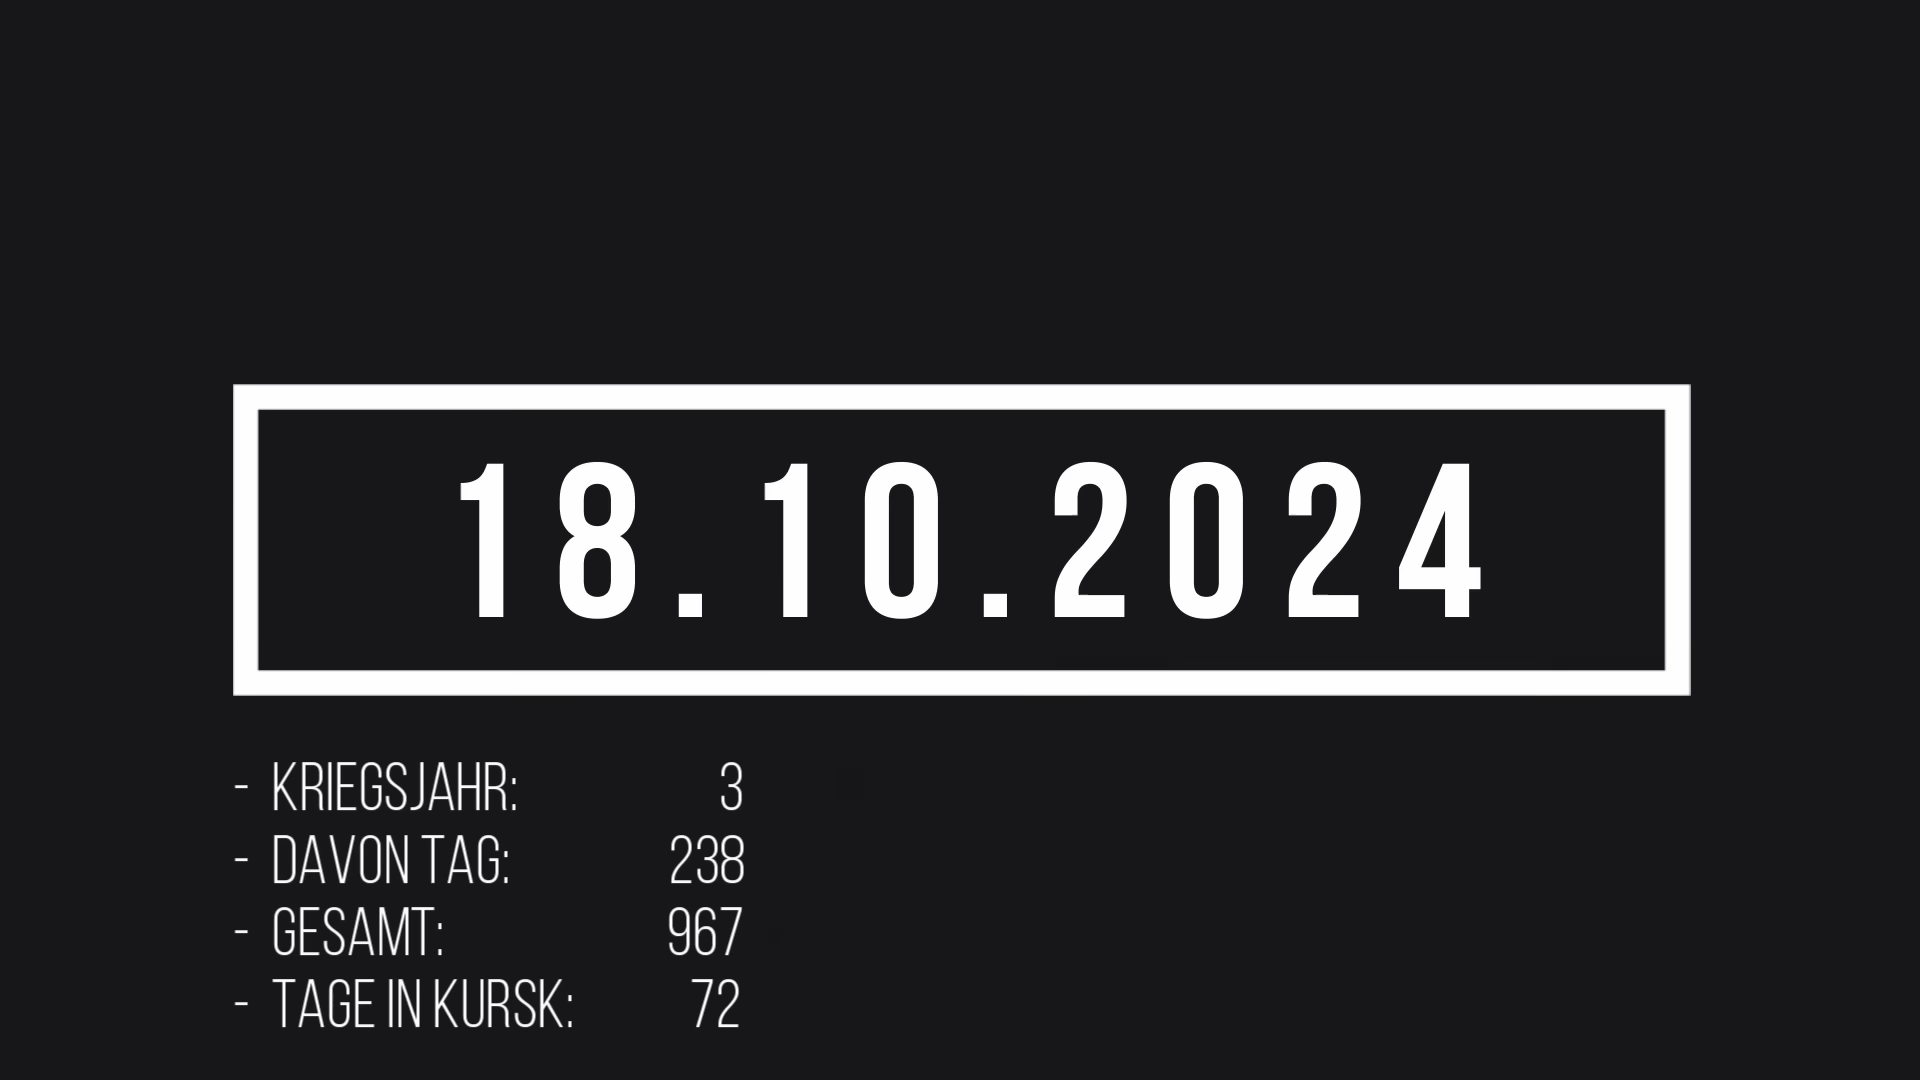 18.10.2024
- KRIEGSJAHR: 3
- DAVON TAG: 238
- GESAMT: 967
- TAGE IN KURSK: 72